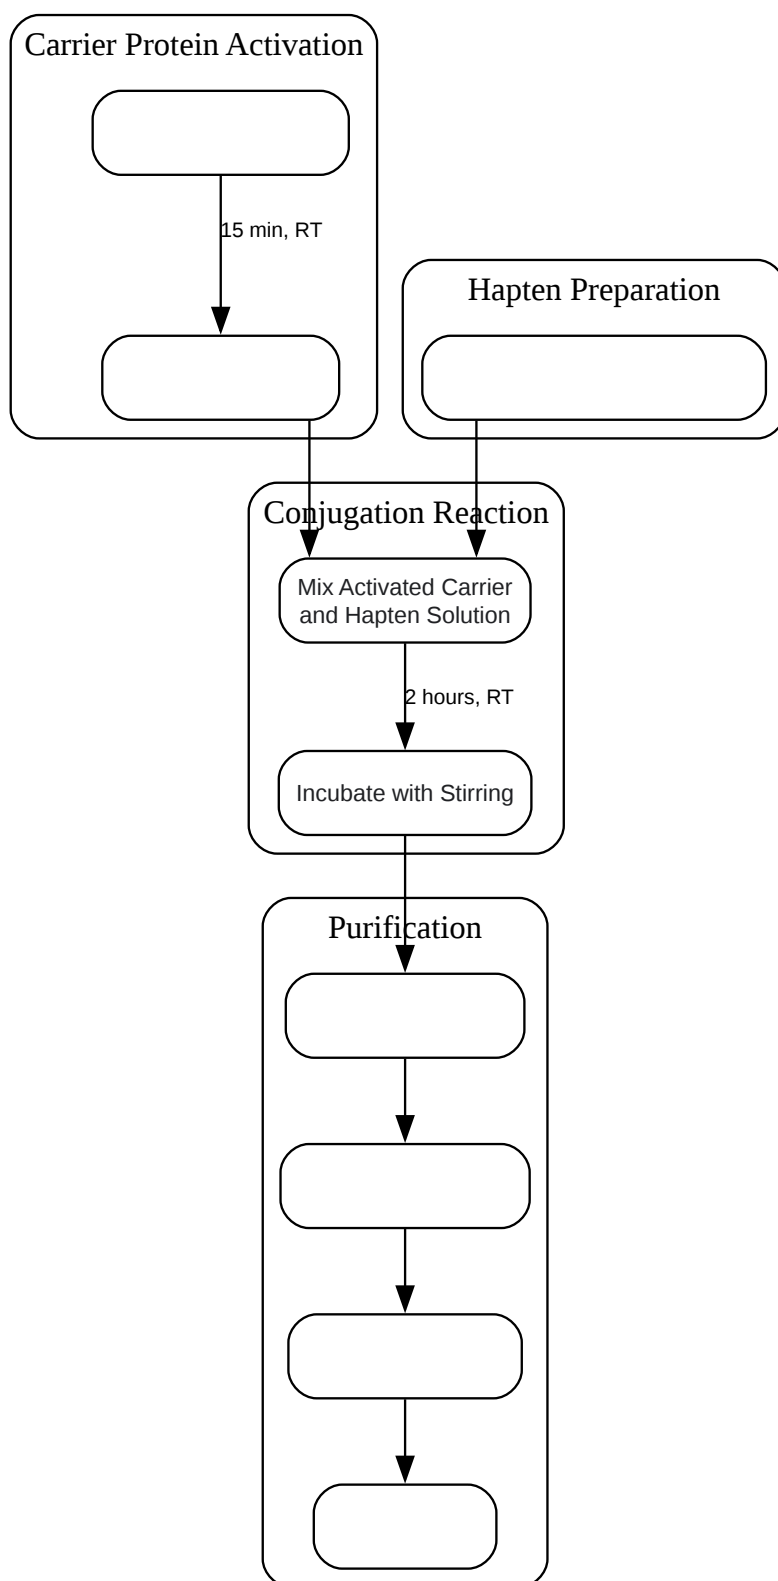 Carrier Protein Activation
15 min, RT
Hapten Preparation
Conjugation Reaction
Mix Activated Carrier
and Hapten Solution
2 hours, RT
Incubate with Stirring
Purification